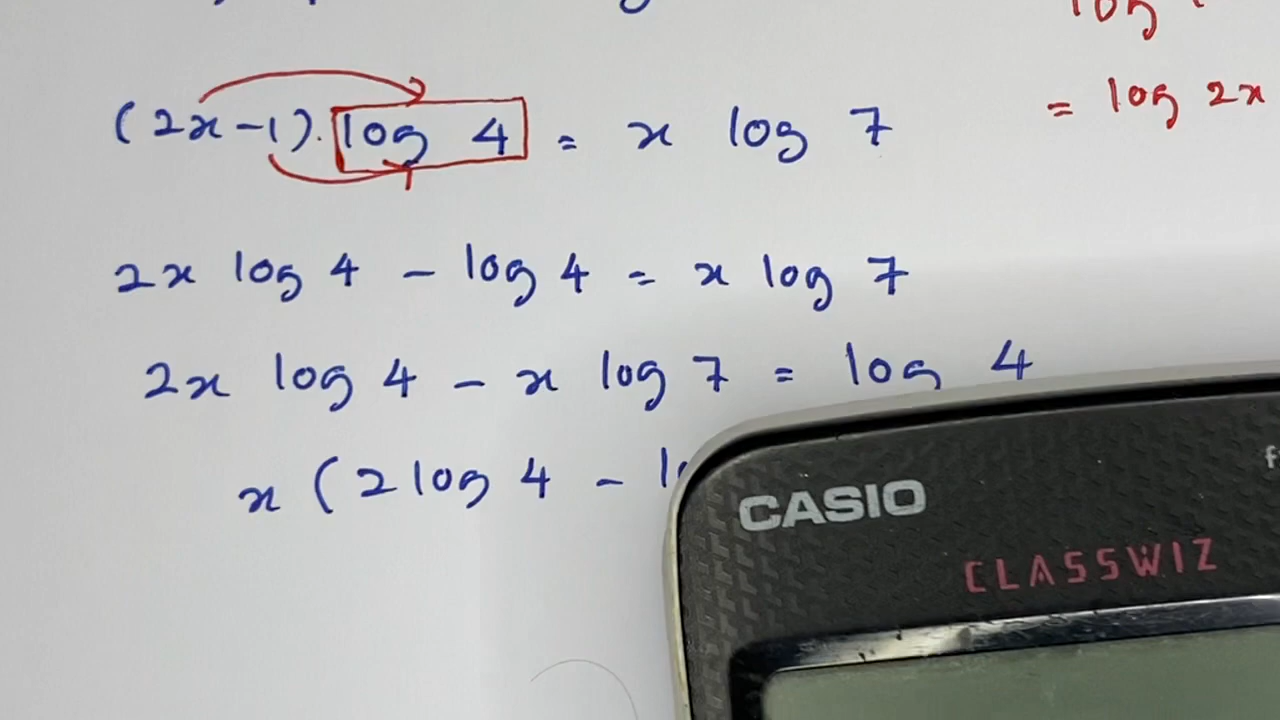 (2x-1). log 4 = x log 7
= log 2x
2x log 4 - log 4 = x log 7
2x log 4 - x log 7 = log 4
x (2 log 4 -
CASIO
CLASSWIZ